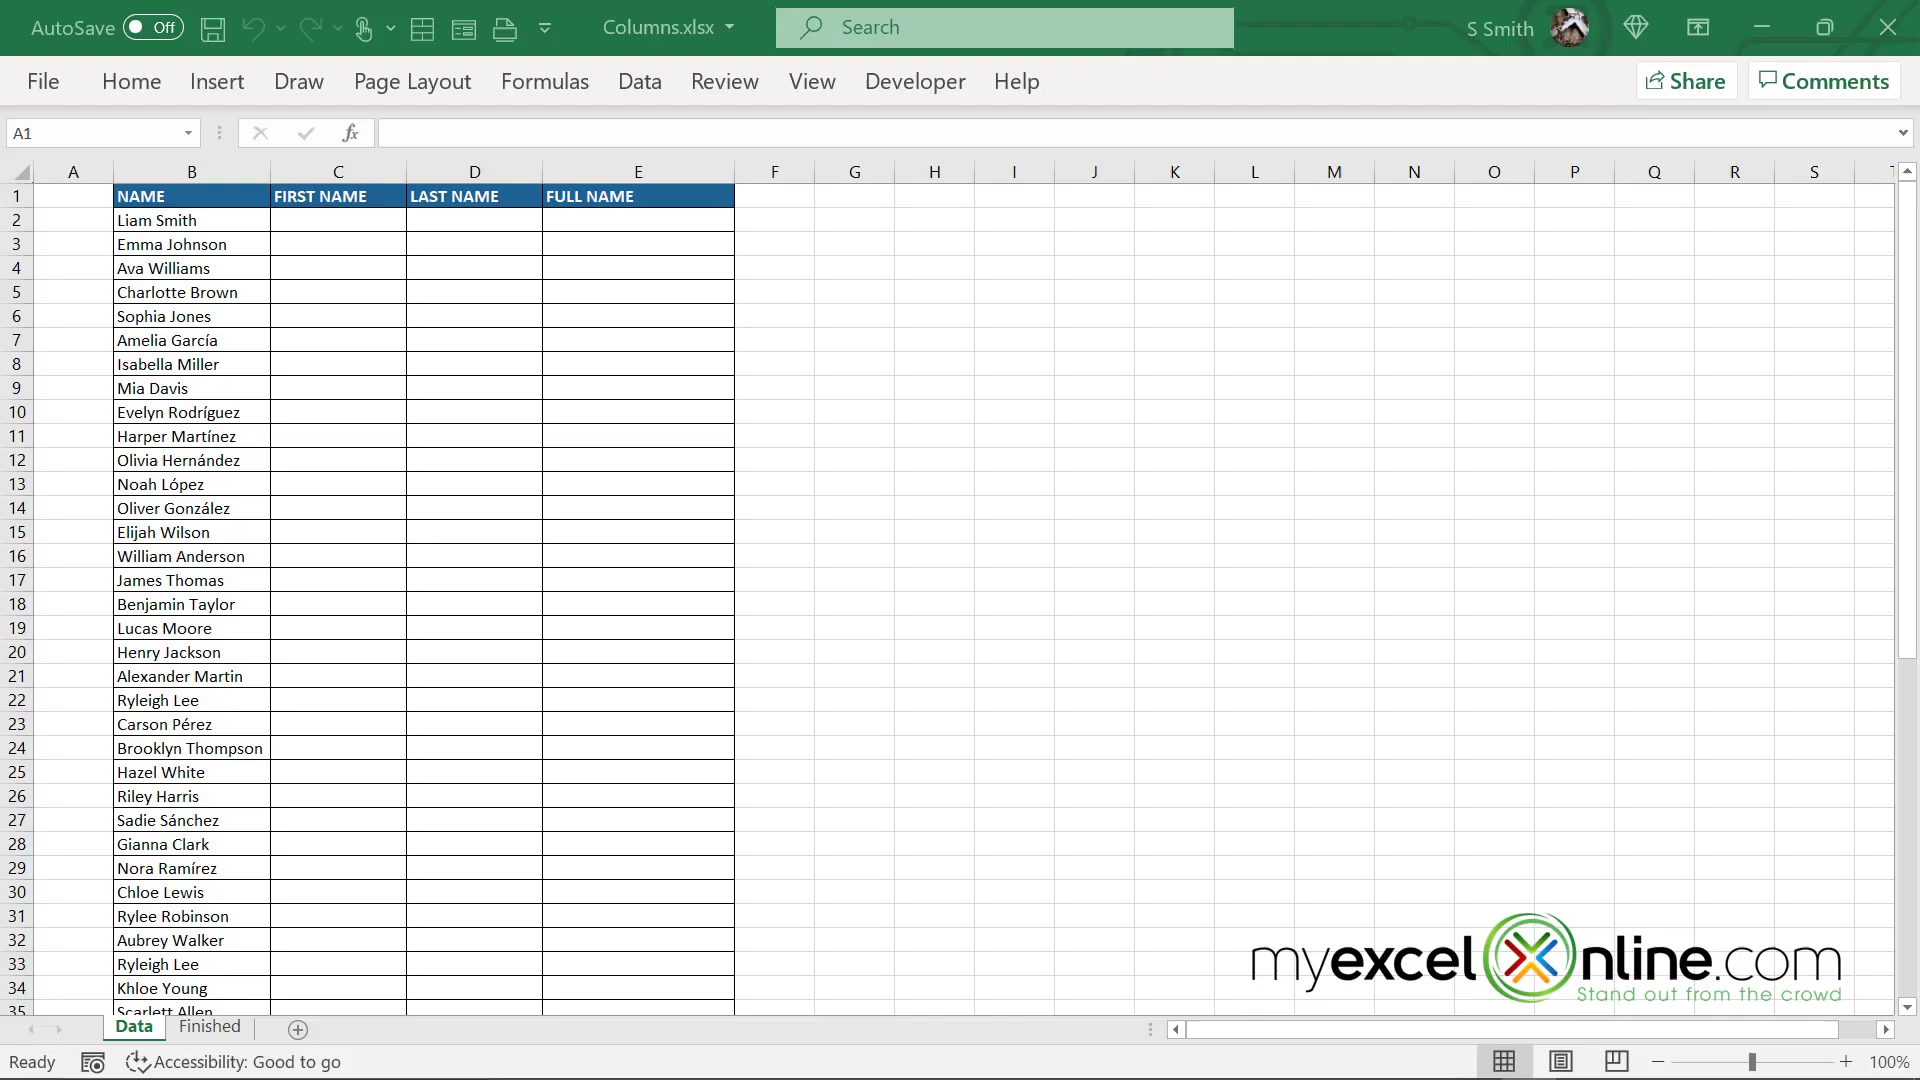 AutoSave Off Columns.xlsx Search S Smith
File Home Insert Draw Page Layout Formulas Data Review View Developer Help Share Comments
A1 fx
A B C D E F G H I J K L M N O P Q R S
1 NAME FIRST NAME LAST NAME FULL NAME
2 Liam Smith
3 Emma Johnson
4 Ava Williams
5 Charlotte Brown
6 Sophia Jones
7 Amelia García
8 Isabella Miller
9 Mia Davis
10 Evelyn Rodríguez
11 Harper Martínez
12 Olivia Hernández
13 Noah López
14 Oliver González
15 Elijah Wilson
16 William Anderson
17 James Thomas
18 Benjamin Taylor
19 Lucas Moore
20 Henry Jackson
21 Alexander Martin
22 Ryleigh Lee
23 Carson Pérez
24 Brooklyn Thompson
25 Hazel White
26 Riley Harris
27 Sadie Sánchez
28 Gianna Clark
29 Nora Ramírez
30 Chloe Lewis
31 Rylee Robinson
32 Aubrey Walker
33 Ryleigh Lee
34 Khloe Young
35 Scarlett Allen
myexcelonline.com
Stand out from the crowd
Data Finished
Ready Accessibility: Good to go 100%